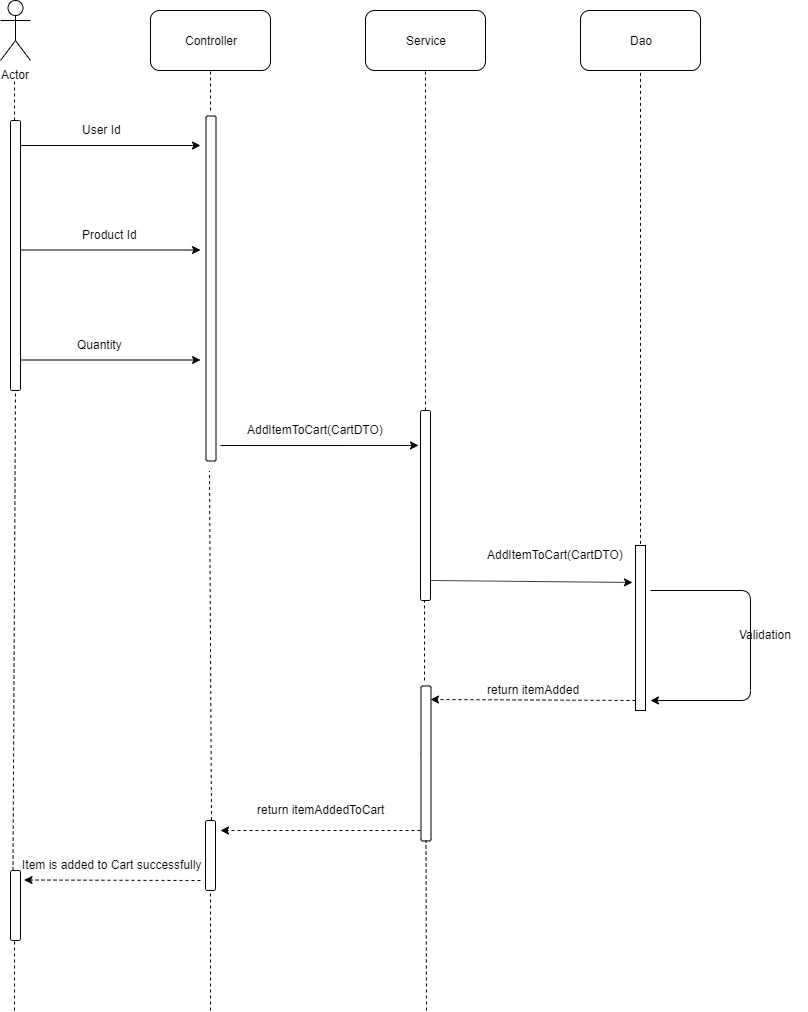 Actor
Controller
Service
Dao
User Id
Product Id
Quantity
AddItemToCart(CartDTO)
AddItemToCart(CartDTO)
Validation
return itemAdded
return itemAddedToCart
Item is added to Cart successfully